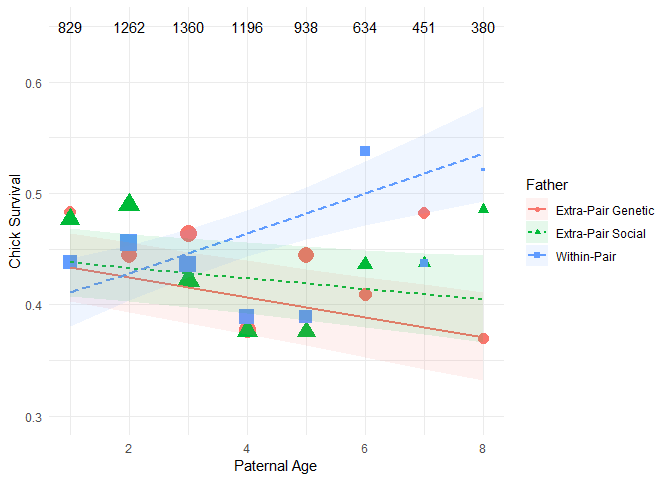 829 1262 1360 1196 938 634 451 380
0.6
0.5
0.4
0.3
Chick Survival
2 4 6 8
Paternal Age
Father
Extra-Pair Genetic
Extra-Pair Social
Within-Pair